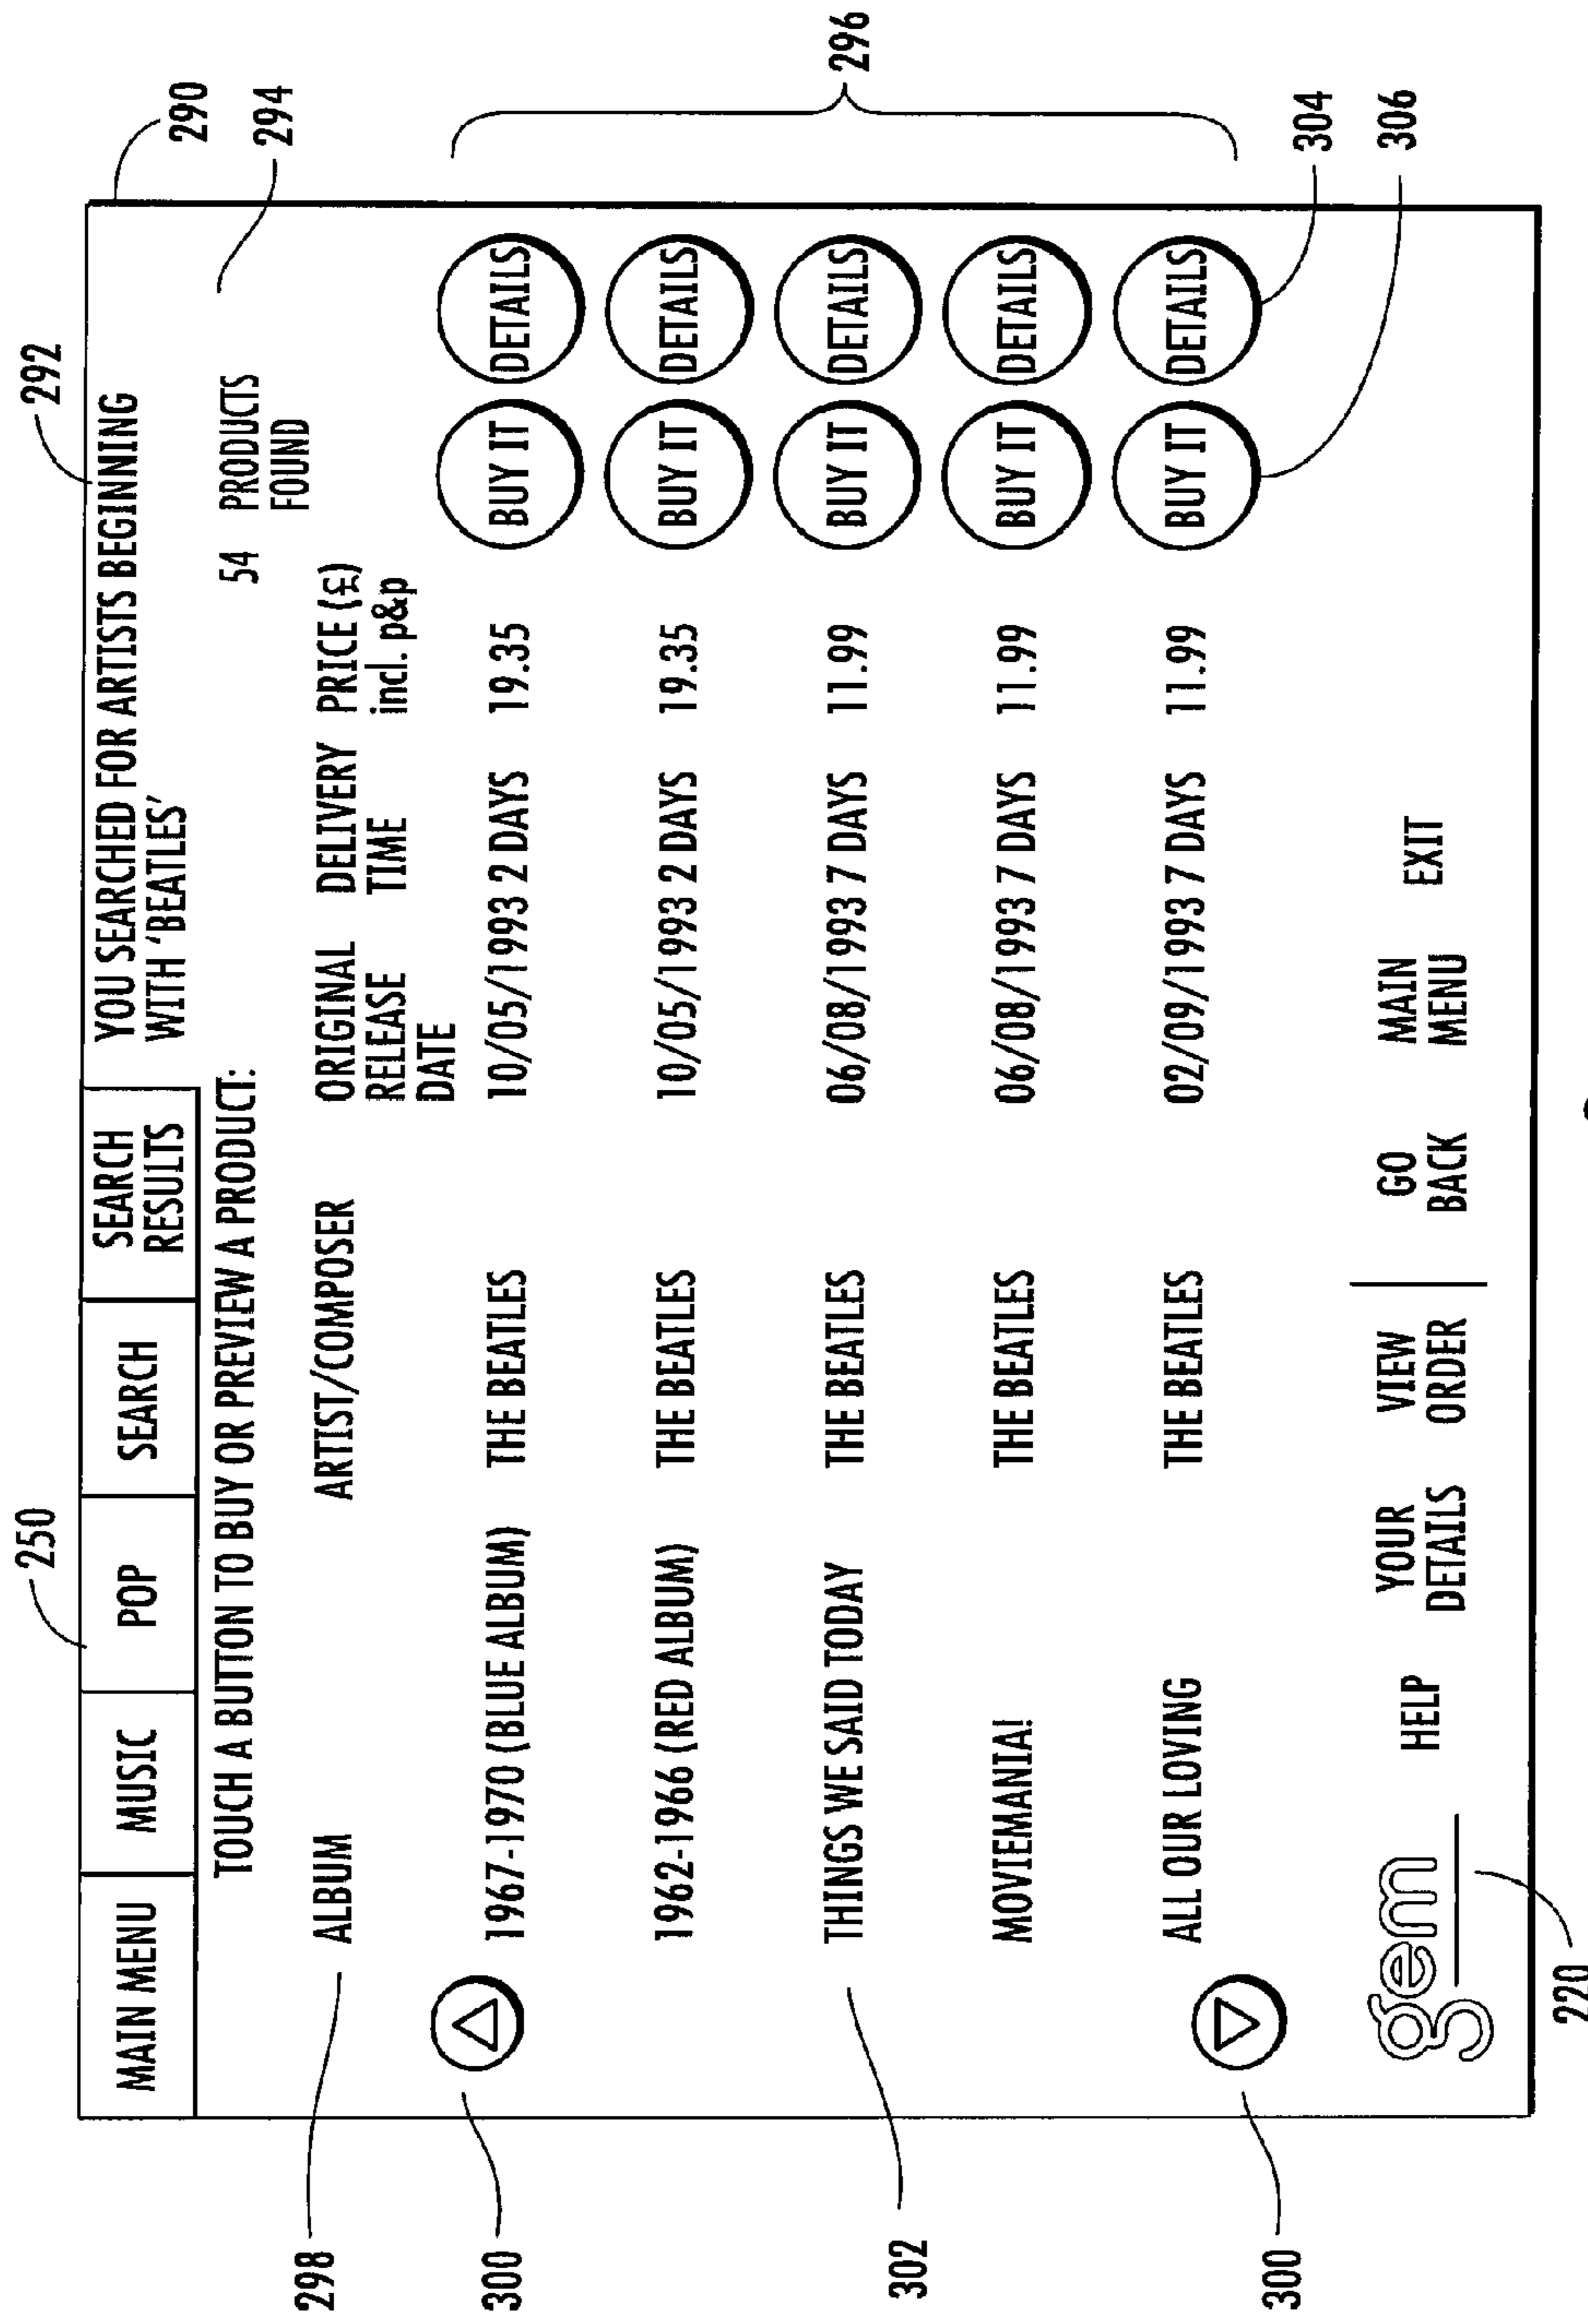 292
290
250
294
MAIN MENU
MUSIC
POP
SEARCH
SEARCH
RESULTS
YOU SEARCHED FOR ARTISTS BEGINNING
WITH 'BEATLES'
TOUCH A BUTTON TO BUY OR PREVIEW A PRODUCT:
54 PRODUCTS
FOUND
298
ALBUM
ARTIST/COMPOSER
ORIGINAL
RELEASE
DATE
DELIVERY
TIME
PRICE (£)
incl. p&p
300
1967-1970 (BLUE ALBUM) THE BEATLES 10/05/1993 2 DAYS 19.35 BUY IT DETAILS
1962-1966 (RED ALBUM) THE BEATLES 10/05/1993 2 DAYS 19.35 BUY IT DETAILS
302
THINGS WE SAID TODAY THE BEATLES 06/08/1993 7 DAYS 11.99 BUY IT DETAILS
296
MOVIEMANIA! THE BEATLES 06/08/1993 7 DAYS 11.99 BUY IT DETAILS
300
ALL OUR LOVING THE BEATLES 02/09/1993 7 DAYS 11.99 BUY IT DETAILS
304
306
gem
HELP
YOUR
DETAILS
VIEW
ORDER
GO
BACK
MAIN
MENU
EXIT
220